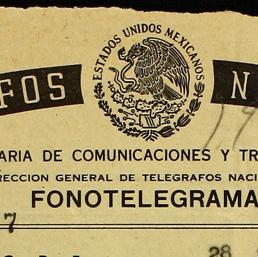 ESTADOS UNIDOS MEXICANOS
FOS N
ARIA DE COMUNICACIONES Y TR
RECCION GENERAL DE TELEGRAFOS NACI
FONOTELEGRAMA
7
28